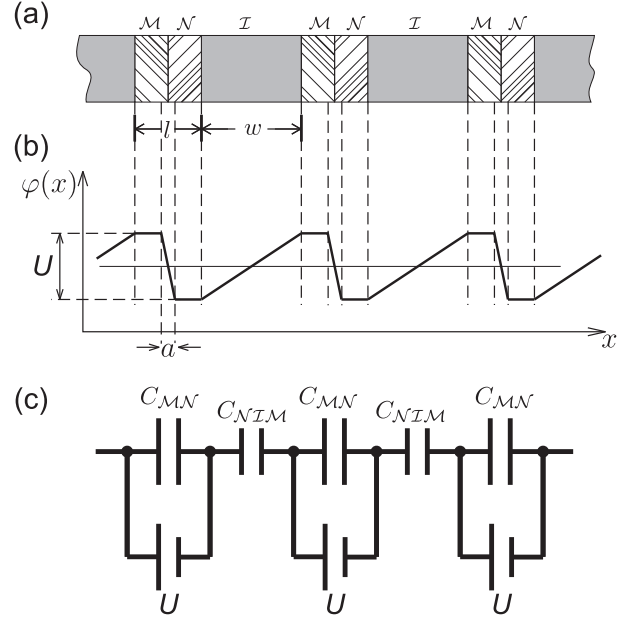 (a)
ℳ 𝒩 ℐ ℳ 𝒩 ℐ ℳ 𝒩
l w
(b)
φ(x)
U
a x
(c)
C_ℳ𝒩 C_𝒩ℐℳ C_ℳ𝒩 C_𝒩ℐℳ C_ℳ𝒩
U U U